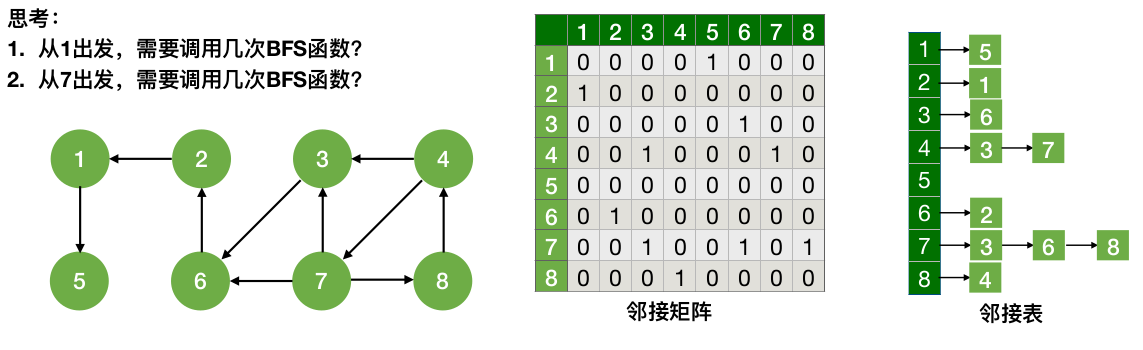 思考：
1. 从1出发，需要调用几次BFS函数？
2. 从7出发，需要调用几次BFS函数？
1 2 3 4
5 6 7 8
1 2 3 4 5 6 7 8
1 0 0 0 0 1 0 0 0
2 1 0 0 0 0 0 0 0
3 0 0 0 0 0 1 0 0
4 0 0 1 0 0 0 1 0
5 0 0 0 0 0 0 0 0
6 0 1 0 0 0 0 0 0
7 0 0 1 0 0 1 0 1
8 0 0 0 1 0 0 0 0
邻接矩阵
1 5
2 1
3 6
4 3 7
5
6 2
7 3 6 8
8 4
邻接表